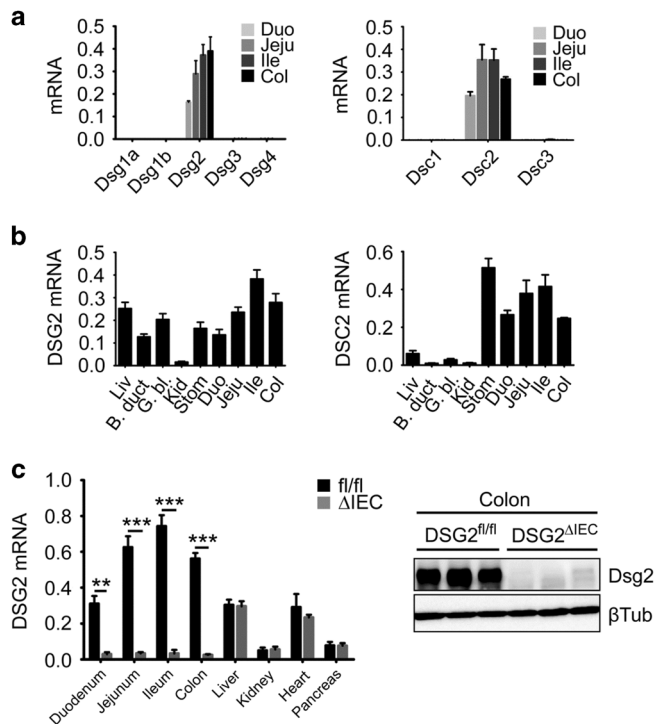 a
mRNA
0.5
0.4
0.3
0.2
0.1
0.0
Duo
Jeju
Ile
Col
Dsg1a
Dsg1b
Dsg2
Dsg3
Dsg4
mRNA
0.5
0.4
0.3
0.2
0.1
0.0
Duo
Jeju
Ile
Col
Dsc1
Dsc2
Dsc3
b
DSG2 mRNA
0.5
0.4
0.3
0.2
0.1
0.0
Liv
B. duct
G. bl.
Kid
Stom
Duo
Jeju
Ile
Col
DSC2 mRNA
0.6
0.4
0.2
0.0
Liv
B. duct
G. bl.
Kid
Stom
Duo
Jeju
Ile
Col
c
DSG2 mRNA
1.0
0.8
0.6
0.4
0.2
0.0
**
***
***
***
fl/fl
ΔIEC
Duodenum
Jejunum
Ileum
Colon
Liver
Kidney
Heart
Pancreas
Colon
DSG2fl/fl DSG2ΔIEC
Dsg2
βTub